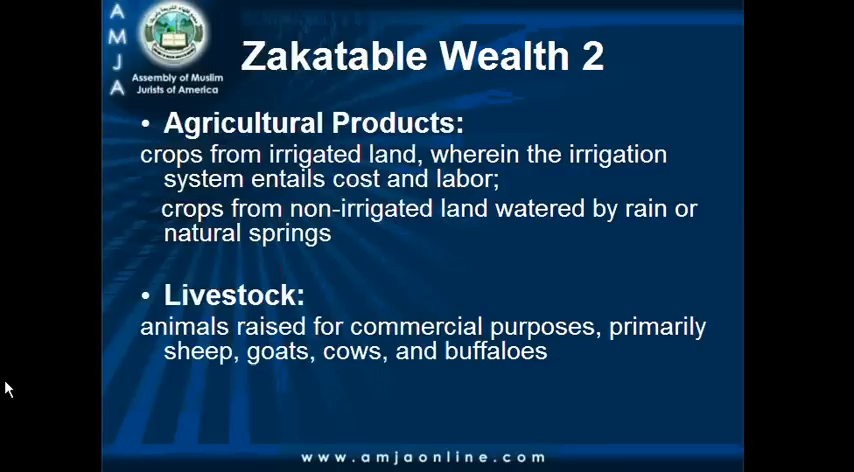 A
M
J
A
Assembly of Muslim
Jurists of America
Zakatable Wealth 2
• Agricultural Products:
crops from irrigated land, wherein the irrigation
system entails cost and labor;
crops from non-irrigated land watered by rain or
natural springs
• Livestock:
animals raised for commercial purposes, primarily
sheep, goats, cows, and buffaloes
www.amjaonline.com